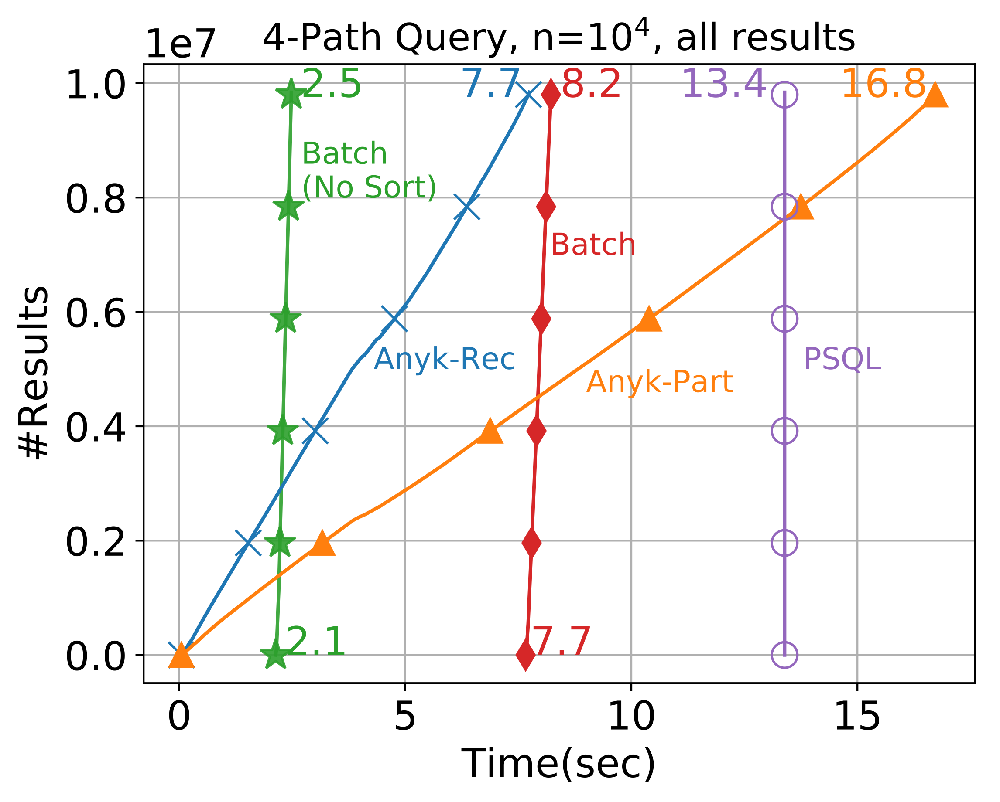 4-Path Query, n=10⁴, all results
1e7
1.0
0.8
0.6
0.4
0.2
0.0
#Results
2.5
7.7
8.2
13.4
16.8
Batch
(No Sort)
Batch
Anyk-Rec
PSQL
Anyk-Part
2.1
7.7
0
5
10
15
Time(sec)